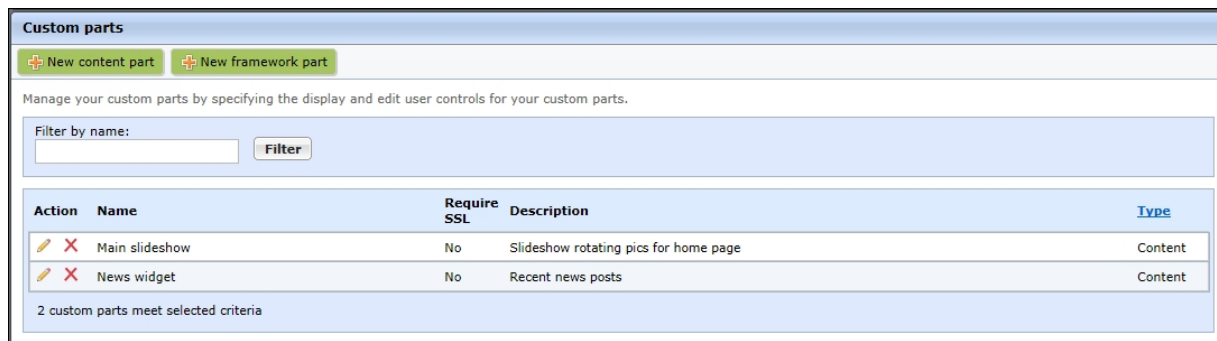 Custom parts
New content part New framework part
Manage your custom parts by specifying the display and edit user controls for your custom parts.
Filter by name:
Filter
Action Name Require SSL Description Type
Main slideshow No Slideshow rotating pics for home page Content
News widget No Recent news posts Content
2 custom parts meet selected criteria